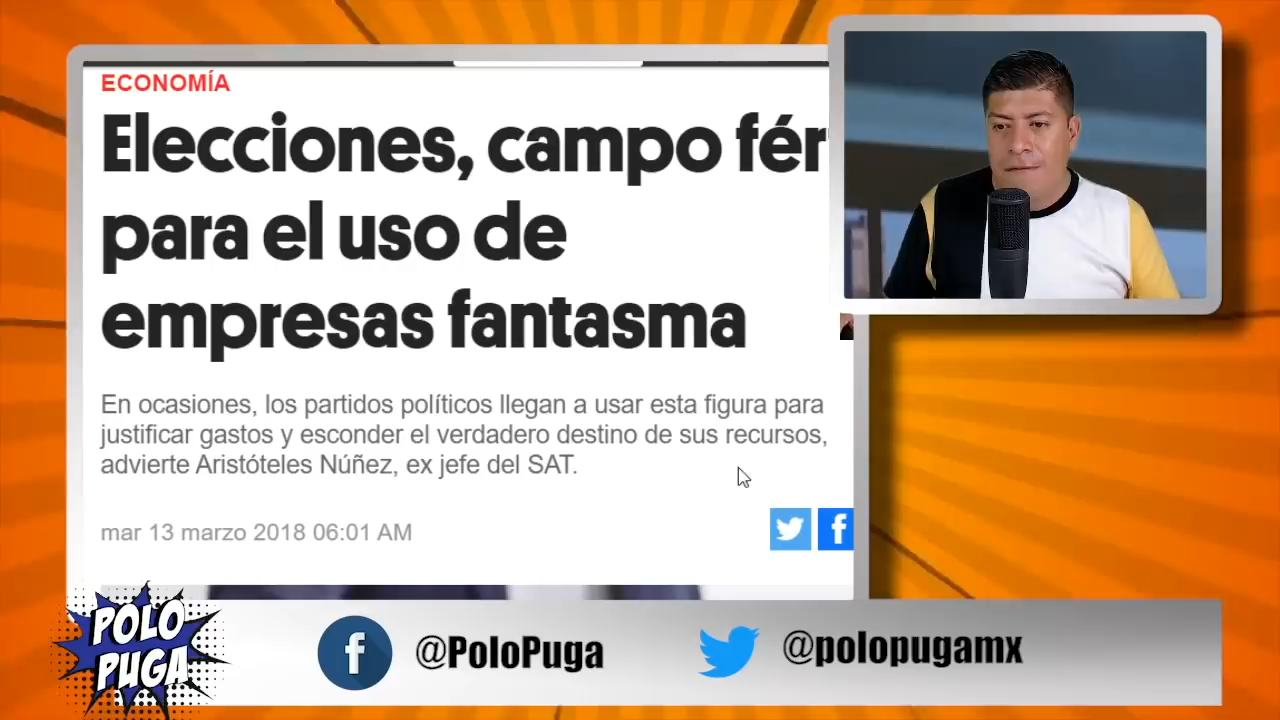 ECONOMÍA
Elecciones, campo fér
para el uso de
empresas fantasma
En ocasiones, los partidos políticos llegan a usar esta figura para
justificar gastos y esconder el verdadero destino de sus recursos,
advierte Aristóteles Núñez, ex jefe del SAT.
mar 13 marzo 2018 06:01 AM
POLO
PUGA
@PoloPuga
@polopugamx